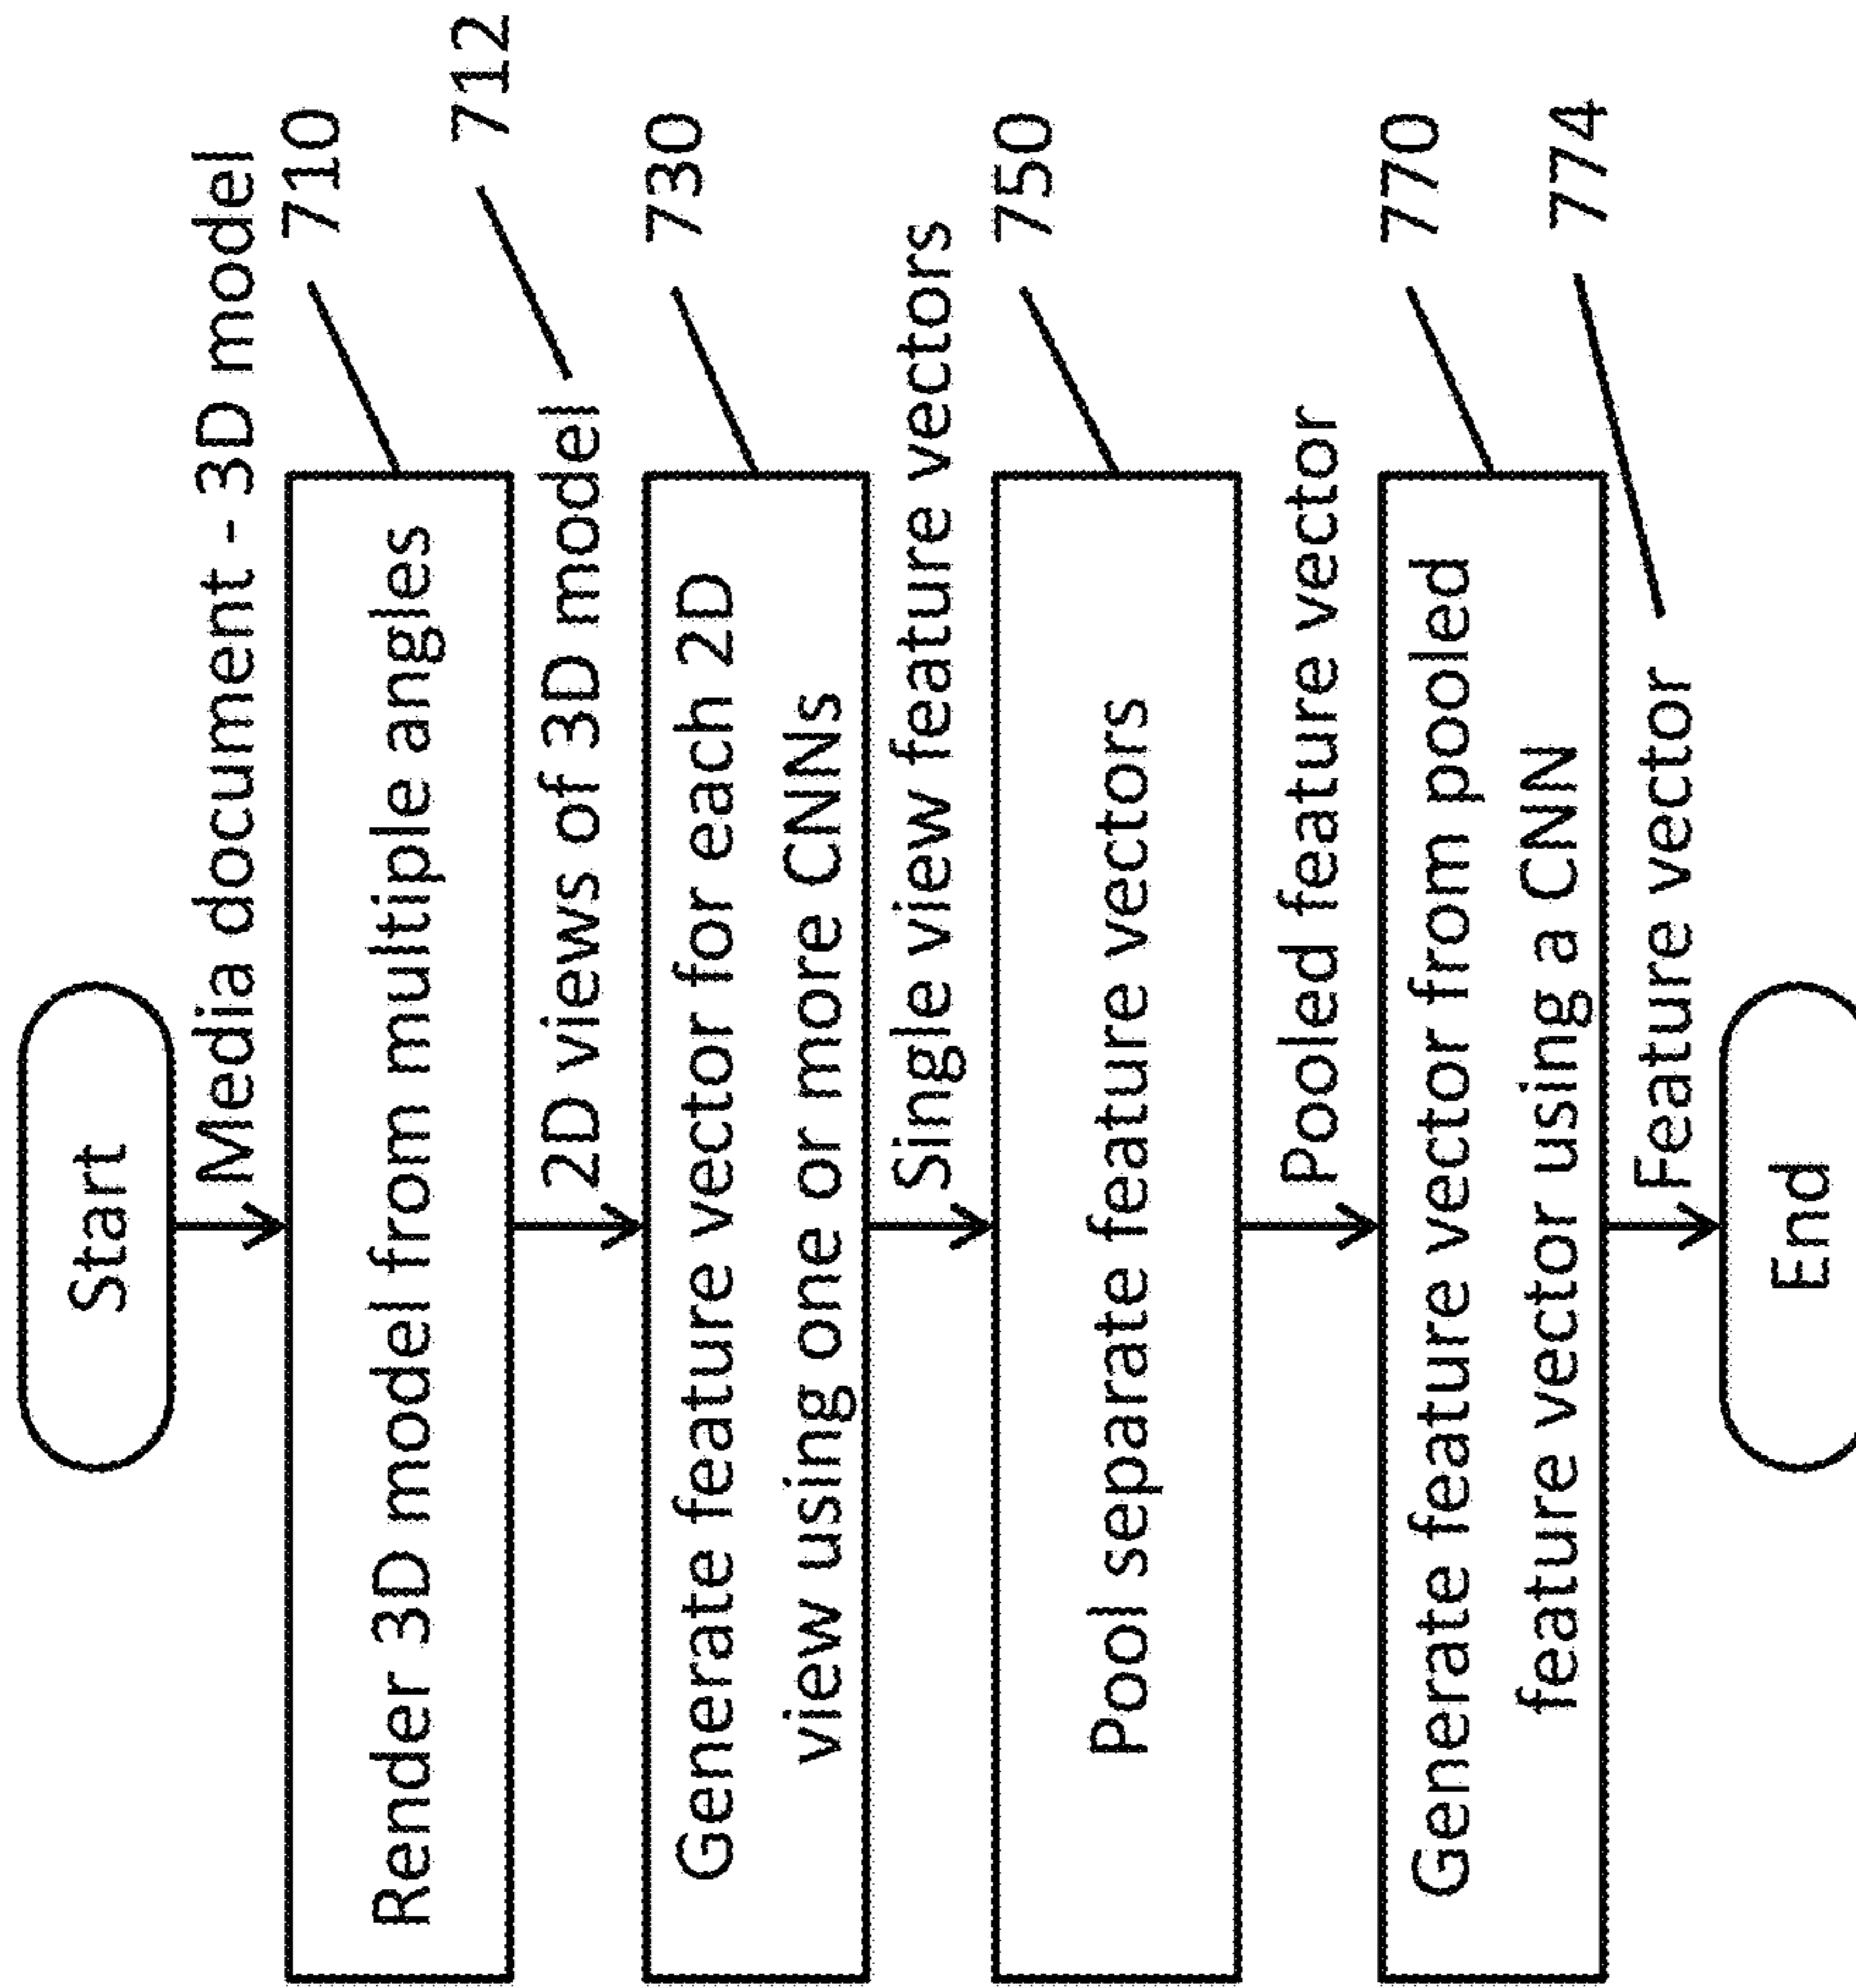 Start
Media document - 3D model
710
Render 3D model from multiple angles
712
2D views of 3D model
730
Generate feature vector for each 2D
view using one or more CNNs
Single view feature vectors
750
Pool separate feature vectors
Pooled feature vector
770
Generate feature vector from pooled
feature vector using a CNN
774
Feature vector
End